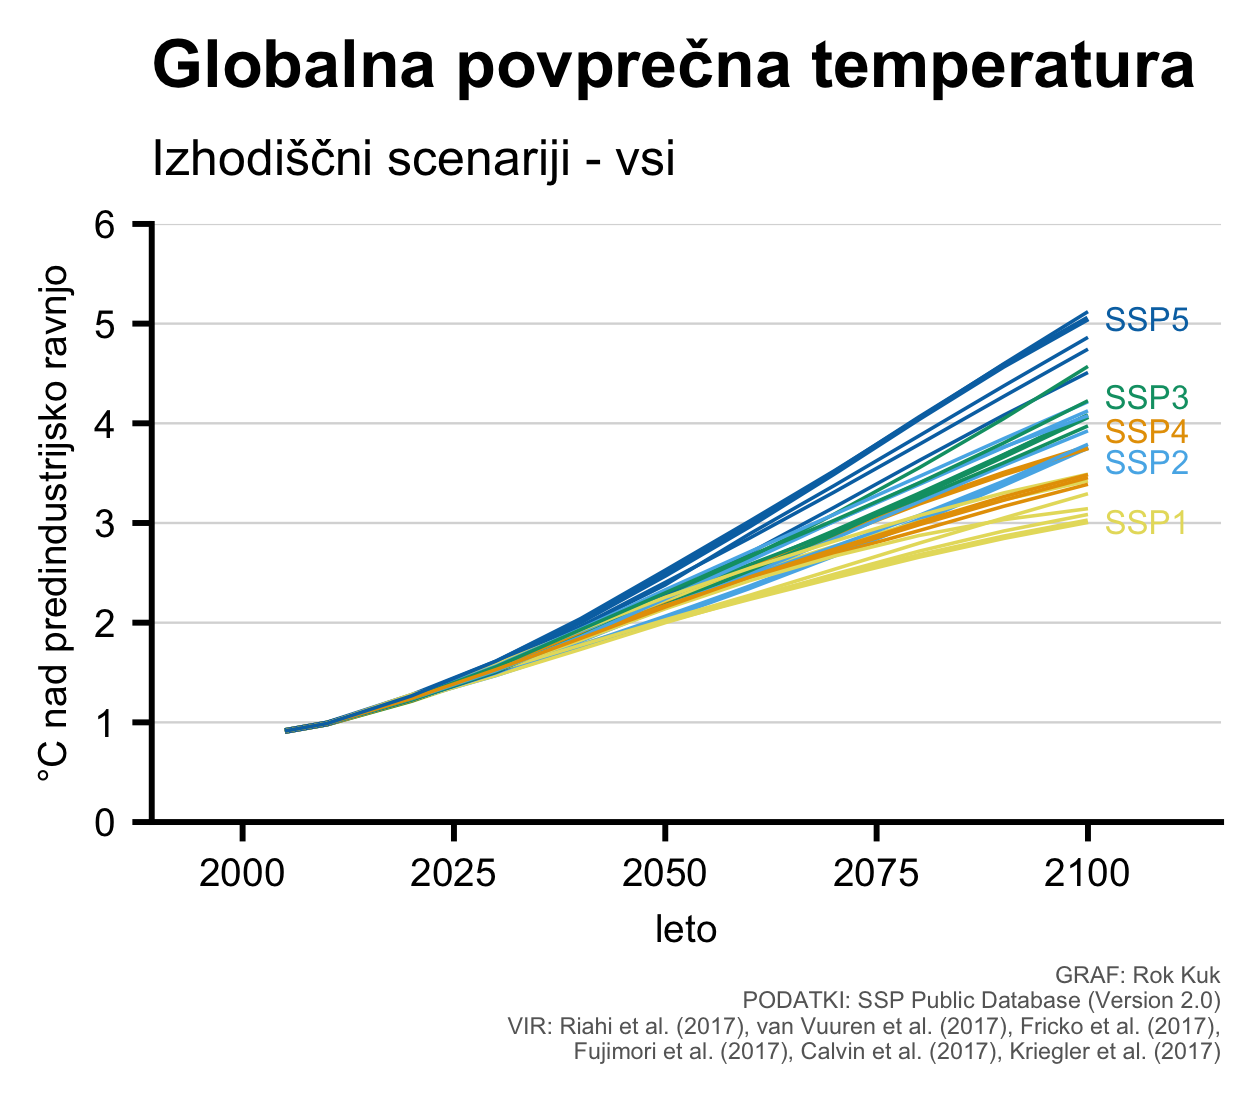 Globalna povprečna temperatura
Izhodiščni scenariji - vsi
°C nad predindustrijsko ravnjo
6
5
4
3
2
1
0
SSP5
SSP3
SSP4
SSP2
SSP1
2000 2025 2050 2075 2100
leto
GRAF: Rok Kuk
PODATKI: SSP Public Database (Version 2.0)
VIR: Riahi et al. (2017), van Vuuren et al. (2017), Fricko et al. (2017),
Fujimori et al. (2017), Calvin et al. (2017), Kriegler et al. (2017)